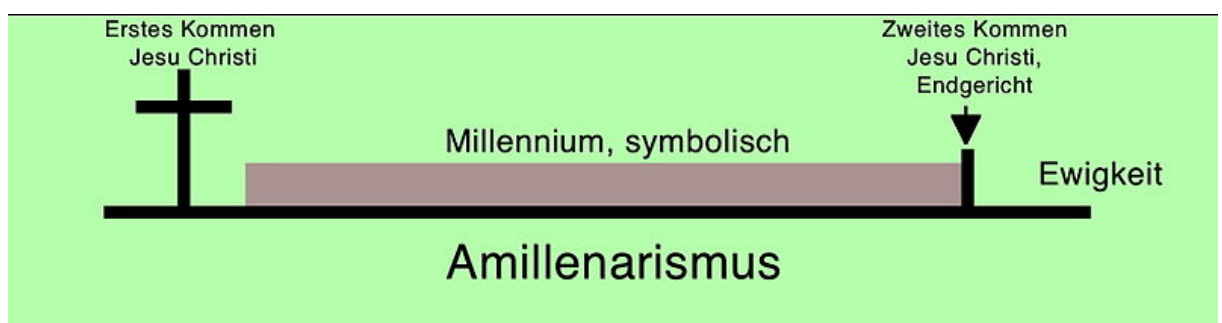 Erstes Kommen
Jesu Christi
Zweites Kommen
Jesu Christi,
Endgericht
Millennium, symbolisch
Ewigkeit
Amillenarismus